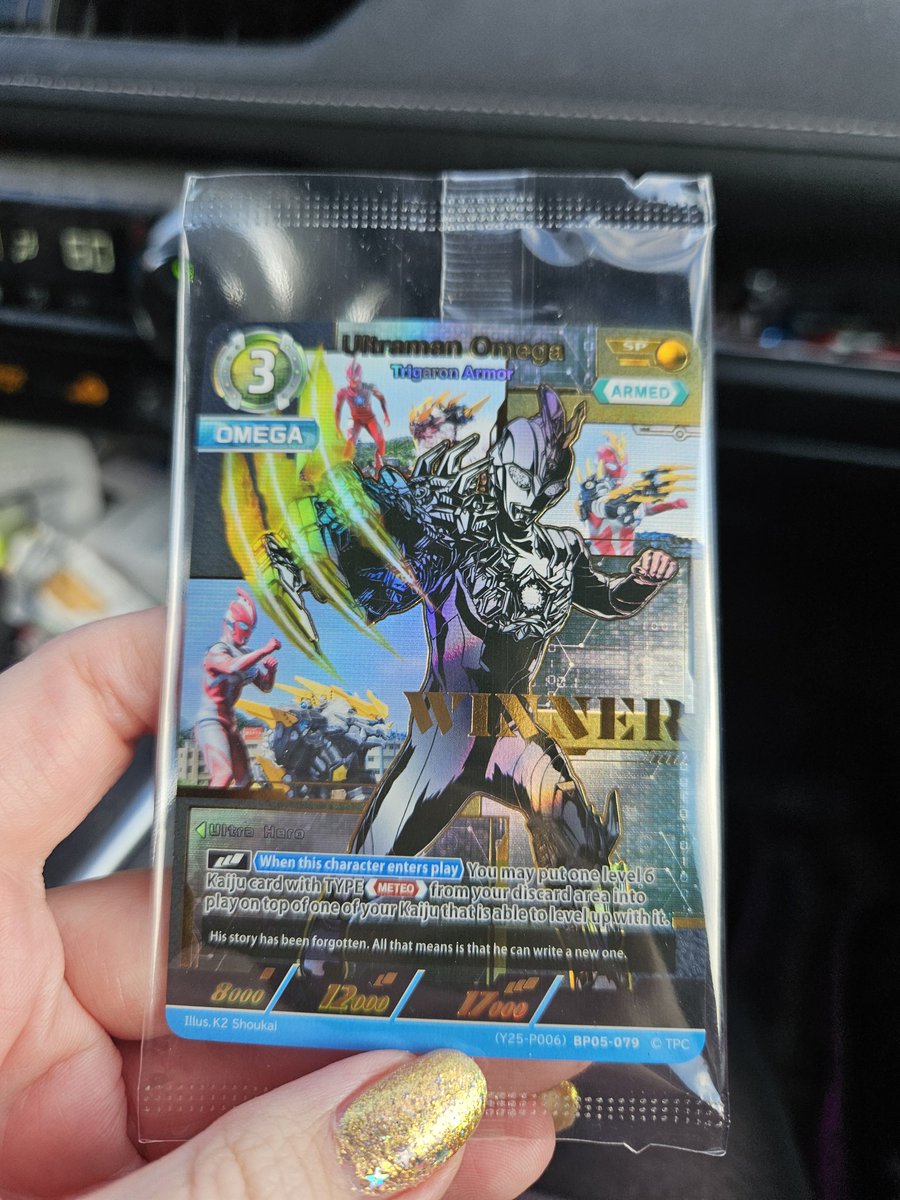 Ultraman Omega
Trigaron Armor
3
SP
ARMED
OMEGA
WINNER
Ultra Hero
When this character enters play You may put one level 6
Kaiju card with TYPE METEO from your discard area into
play on top of one of your Kaiju that is able to level up with it.
His story has been forgotten. All that means is that he can write a new one.
8000 12000 17000
Illus. K2 Shoukai
(Y25-P006) BP05-079 © TPC